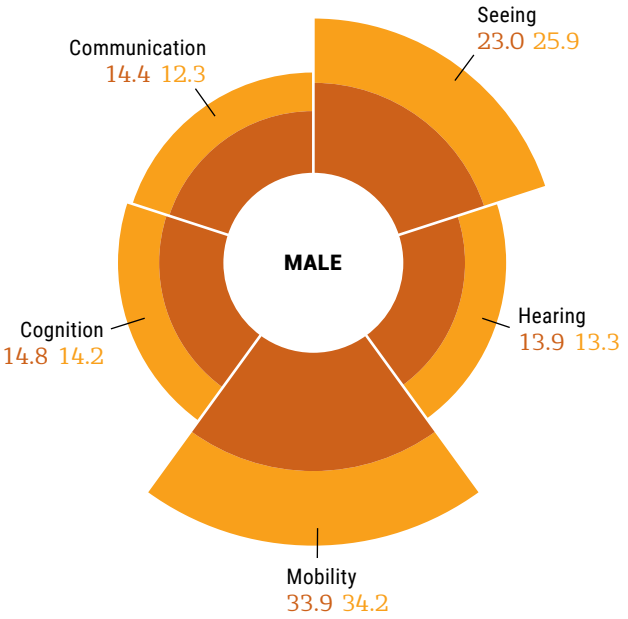 Seeing
23.0 25.9
Communication
14.4 12.3
MALE
Hearing
13.9 13.3
Cognition
14.8 14.2
Mobility
33.9 34.2